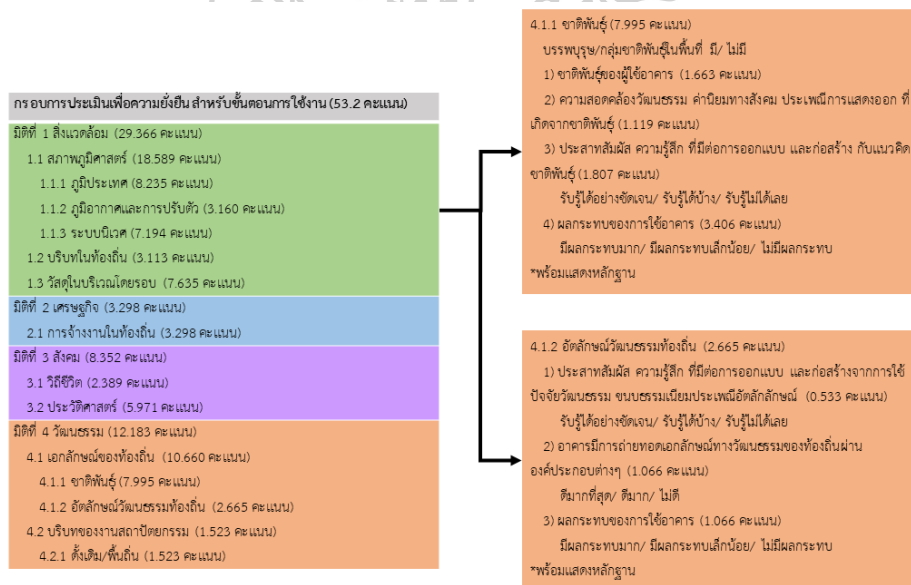 กรอบการประเมินเพื่อความยั่งยืน สำหรับขั้นตอนการใช้งาน (53.2 คะแนน)
มิติที่ 1 สิ่งแวดล้อม (29.366 คะแนน)
1.1 สภาพภูมิศาสตร์ (18.589 คะแนน)
1.1.1 ภูมิประเทศ (8.235 คะแนน)
1.1.2 ภูมิอากาศและการปรับตัว (3.160 คะแนน)
1.1.3 ระบบนิเวศ (7.194 คะแนน)
1.2 บริบทในท้องถิ่น (3.113 คะแนน)
1.3 วัสดุในบริเวณโดยรอบ (7.635 คะแนน)
มิติที่ 2 เศรษฐกิจ (3.298 คะแนน)
2.1 การจ้างงานในท้องถิ่น (3.298 คะแนน)
มิติที่ 3 สังคม (8.352 คะแนน)
3.1 วิถีชีวิต (2.389 คะแนน)
3.2 ประวัติศาสตร์ (5.971 คะแนน)
มิติที่ 4 วัฒนธรรม (12.183 คะแนน)
4.1 เอกลักษณ์ของท้องถิ่น (10.660 คะแนน)
4.1.1 ชาติพันธุ์ (7.995 คะแนน)
4.1.2 อัตลักษณ์วัฒนธรรมท้องถิ่น (2.665 คะแนน)
4.2 บริบทของงานสถาปัตยกรรม (1.523 คะแนน)
4.2.1 ดั้งเดิม/พื้นถิ่น (1.523 คะแนน)
4.1.1 ชาติพันธุ์ (7.995 คะแนน)
บรรพบุรุษ/กลุ่มชาติพันธุ์ในพื้นที่ มี/ ไม่มี
1) ชาติพันธุ์ของผู้ใช้อาคาร (1.663 คะแนน)
2) ความสอดคล้องวัฒนธรรม ค่านิยมทางสังคม ประเพณีการแสดงออก ที่
เกิดจากชาติพันธุ์ (1.119 คะแนน)
3) ประสาทสัมผัส ความรู้สึก ที่มีต่อการออกแบบ และก่อสร้าง กับแนวคิด
ชาติพันธุ์ (1.807 คะแนน)
รับรู้ได้อย่างชัดเจน/ รับรู้ได้บ้าง/ รับรู้ไม่ได้เลย
4) ผลกระทบของการใช้อาคาร (3.406 คะแนน)
มีผลกระทบมาก/ มีผลกระทบเล็กน้อย/ ไม่มีผลกระทบ
*พร้อมแสดงหลักฐาน
4.1.2 อัตลักษณ์วัฒนธรรมท้องถิ่น (2.665 คะแนน)
1) ประสาทสัมผัส ความรู้สึก ที่มีต่อการออกแบบ และก่อสร้างจากการใช้
ปัจจัยวัฒนธรรม ขนบธรรมเนียมประเพณีอัตลักลักษณ์ (0.533 คะแนน)
รับรู้ได้อย่างชัดเจน/ รับรู้ได้บ้าง/ รับรู้ไม่ได้เลย
2) อาคารมีการถ่ายทอดเอกลักษณ์ทางวัฒนธรรมของท้องถิ่นผ่าน
องค์ประกอบต่างๆ (1.066 คะแนน)
ดีมากที่สุด/ ดีมาก/ ไม่ดี
3) ผลกระทบของการใช้อาคาร (1.066 คะแนน)
มีผลกระทบมาก/ มีผลกระทบเล็กน้อย/ ไม่มีผลกระทบ
*พร้อมแสดงหลักฐาน